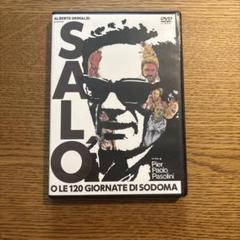 ALBERTO GRIMALDI
DVD
SALÒ
O LE 120 GIORNATE DI SODOMA
Pier
Paolo
Pasolini